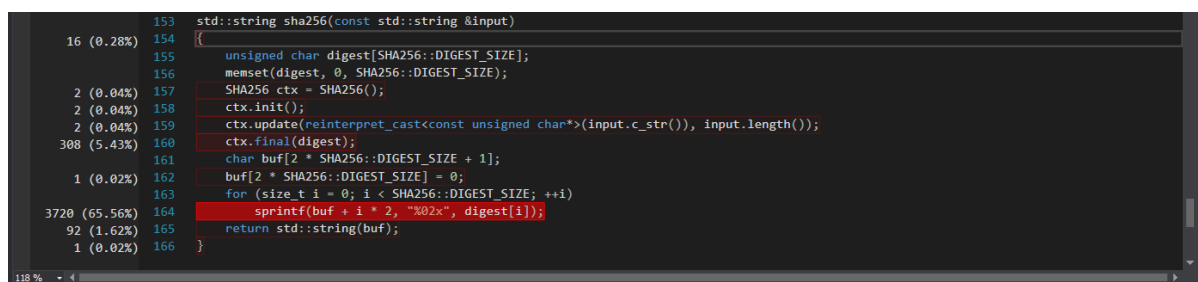 153 std::string sha256(const std::string &input)
16 (0.28%) 154 {
155 unsigned char digest[SHA256::DIGEST_SIZE];
156 memset(digest, 0, SHA256::DIGEST_SIZE);
2 (0.04%) 157 SHA256 ctx = SHA256();
2 (0.04%) 158 ctx.init();
2 (0.04%) 159 ctx.update(reinterpret_cast<const unsigned char*>(input.c_str()), input.length());
308 (5.43%) 160 ctx.final(digest);
161 char buf[2 * SHA256::DIGEST_SIZE + 1];
1 (0.02%) 162 buf[2 * SHA256::DIGEST_SIZE] = 0;
163 for (size_t i = 0; i < SHA256::DIGEST_SIZE; ++i)
3720 (65.56%) 164 sprintf(buf + i * 2, "%02x", digest[i]);
92 (1.62%) 165 return std::string(buf);
1 (0.02%) 166 }
118 %